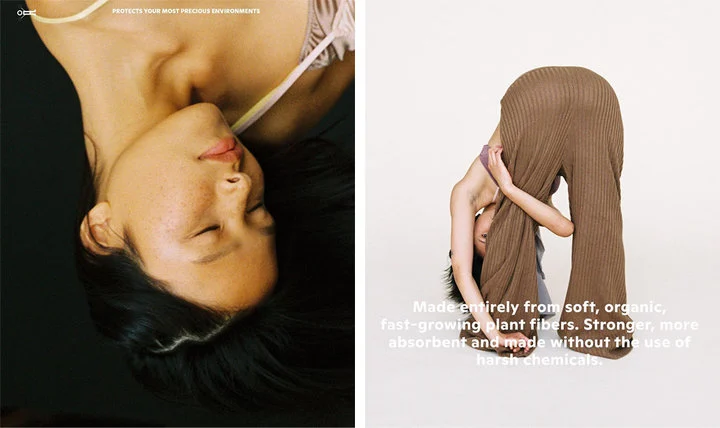 PROTECTS YOUR MOST PRECIOUS ENVIRONMENTS
Made entirely from soft, organic,
fast-growing plant fibers. Stronger, more
absorbent and made without the use of
harsh chemicals.